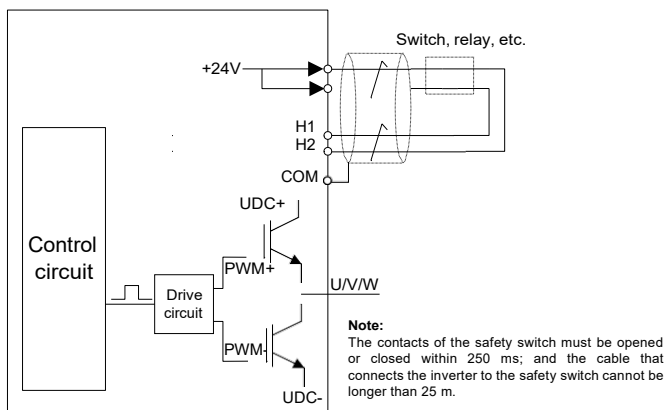 Switch, relay, etc.
+24V
H1
H2
COM
UDC+
Control
circuit
PWM+
Drive
circuit
U/V/W
PWM-
UDC-
Note:
The contacts of the safety switch must be opened
or closed within 250 ms; and the cable that
connects the inverter to the safety switch cannot be
longer than 25 m.